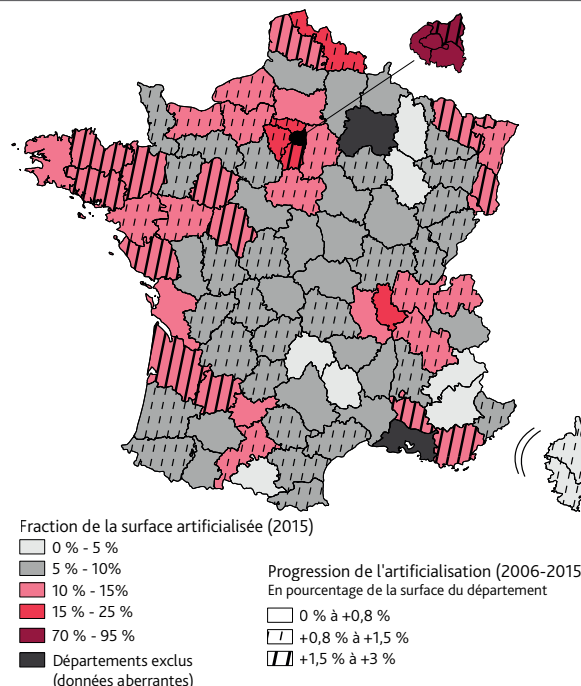 Fraction de la surface artificialisée (2015)
0 % - 5 %
5 % - 10%
10 % - 15%
15 % - 25 %
70 % - 95 %
Départements exclus
(données aberrantes)
Progression de l'artificialisation (2006-2015
En pourcentage de la surface du département
0 % à +0,8 %
+0,8 % à +1,5 %
+1,5 % à +3 %